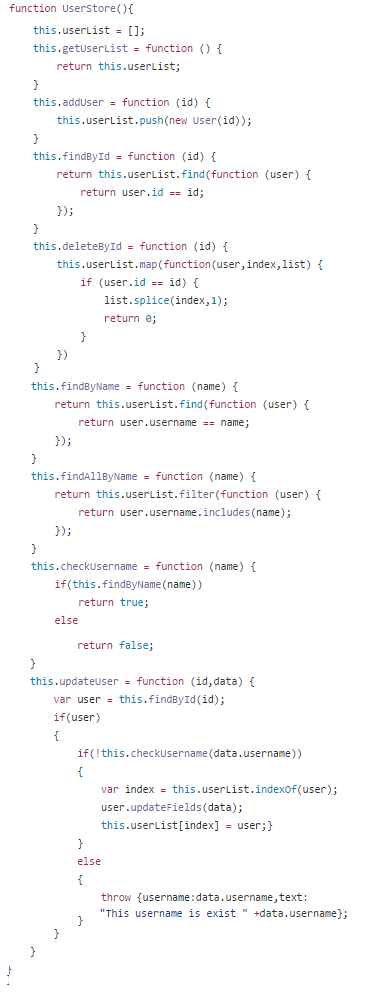 function UserStore(){
this.userList = [];
this.getUserList = function () {
return this.userList;
}
this.addUser = function (id) {
this.userList.push(new User(id));
}
this.findById = function (id) {
return this.userList.find(function (user) {
return user.id == id;
});
}
this.deleteById = function (id) {
this.userList.map(function(user,index,list) {
if (user.id == id) {
list.splice(index,1);
return 0;
}
})
}
this.findByName = function (name) {
return this.userList.find(function (user) {
return user.username == name;
});
}
this.findAllByName = function (name) {
return this.userList.filter(function (user) {
return user.username.includes(name);
});
}
this.checkUsername = function (name) {
if(this.findByName(name))
return true;
else
return false;
}
this.updateUser = function (id,data) {
var user = this.findById(id);
if(user)
{
if(!this.checkUsername(data.username))
{
var index = this.userList.indexOf(user);
user.updateFields(data);
this.userList[index] = user;}
}
else
{
throw {username:data.username,text:
"This username is exist " +data.username};
}
}
}
}